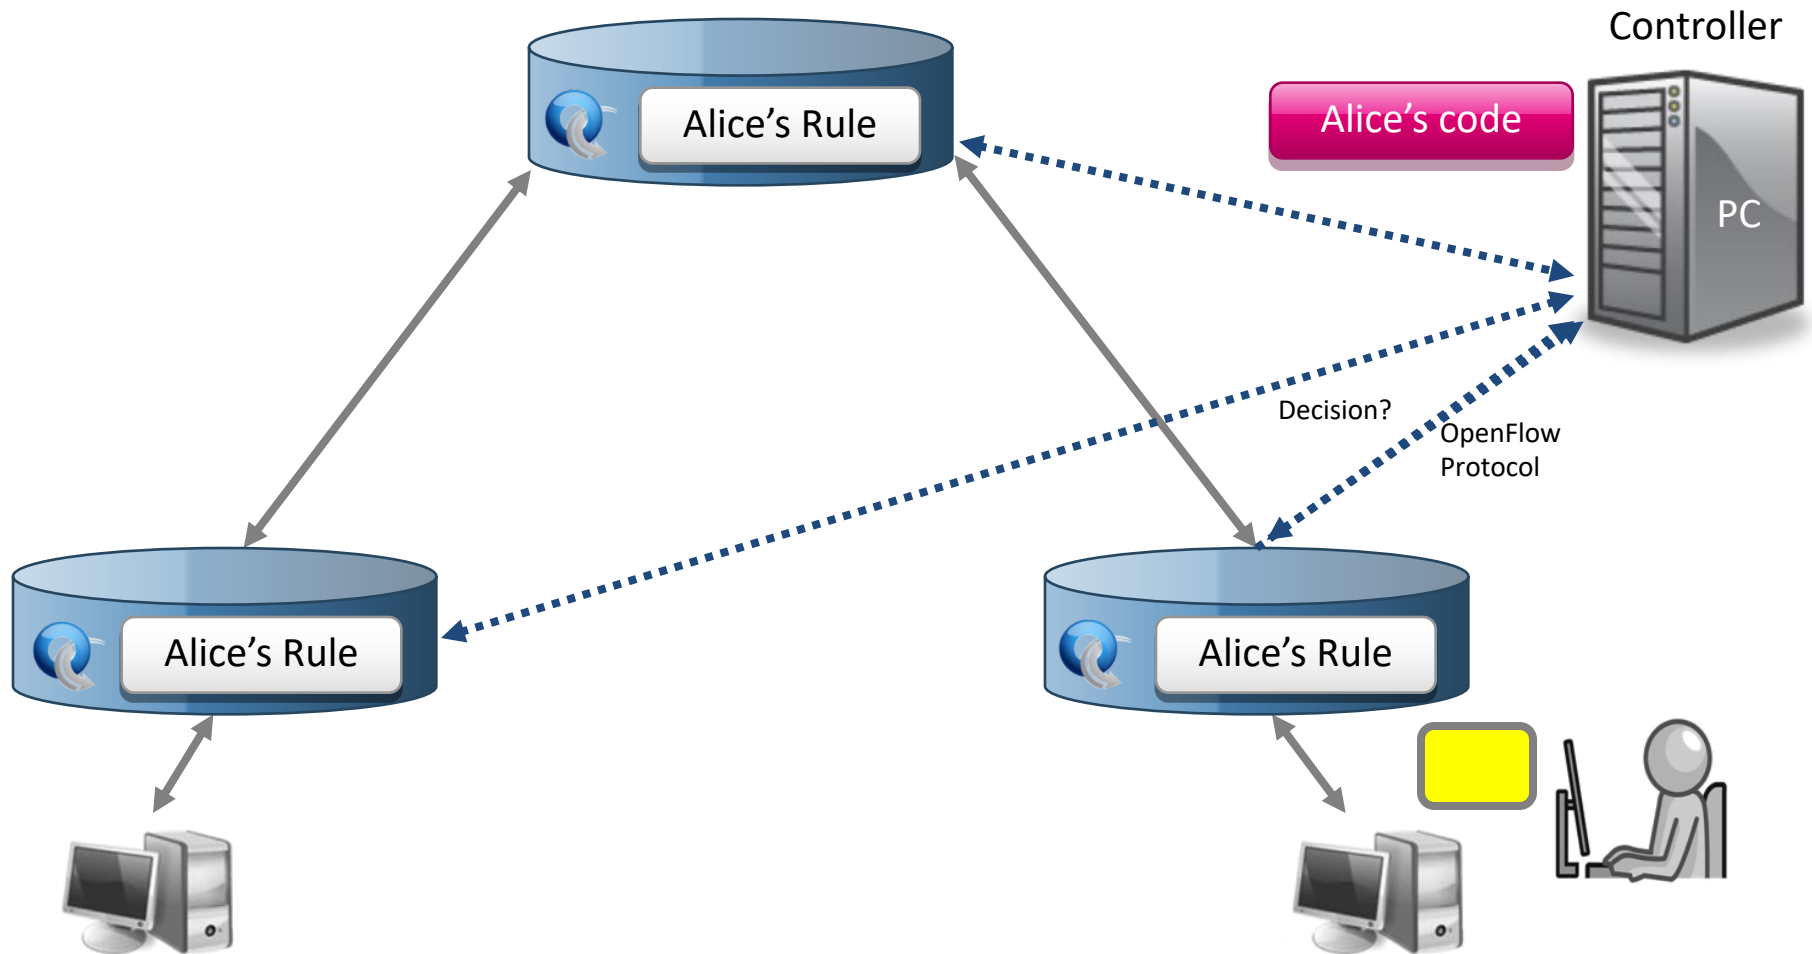 Controller
Alice’s Rule
Alice’s code
PC
Decision?
OpenFlow
Protocol
Alice’s Rule
Alice’s Rule